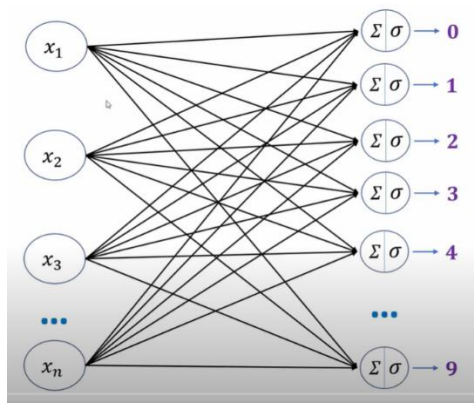 x₁ Σ σ 0
Σ σ 1
x₂ Σ σ 2
Σ σ 3
x₃ Σ σ 4
... ...
xₙ Σ σ 9